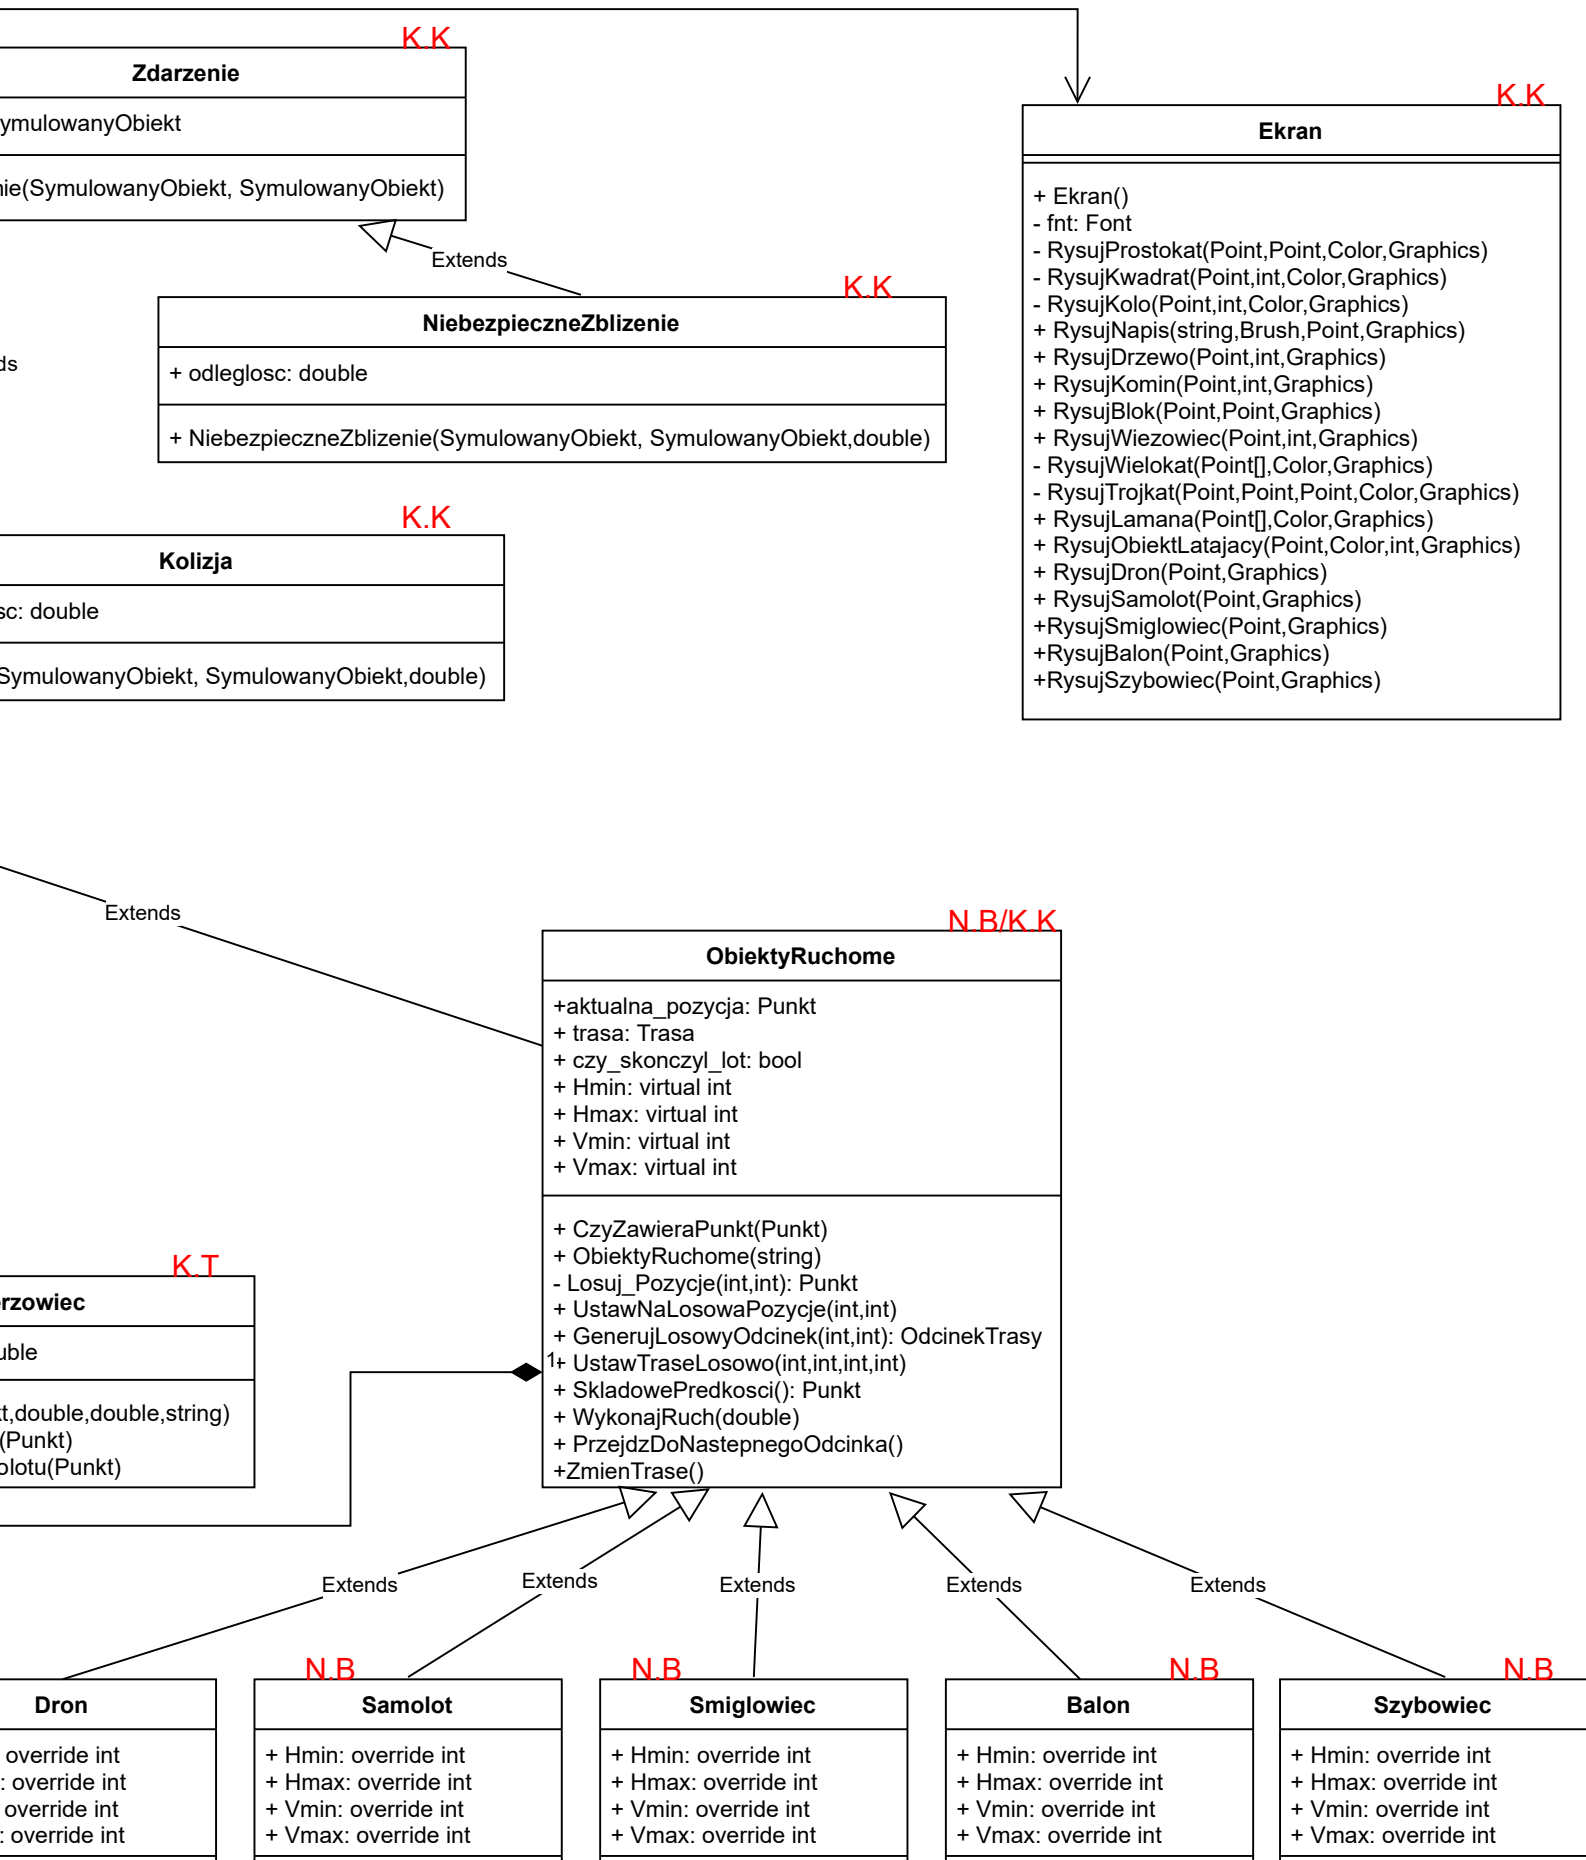 K.K
Zdarzenie
ymulowanyObiekt
nie(SymulowanyObiekt, SymulowanyObiekt)
Extends
K.K
NiebezpieczneZblizenie
+ odleglosc: double
+ NiebezpieczneZblizenie(SymulowanyObiekt, SymulowanyObiekt,double)
ds
K.K
Kolizja
sc: double
SymulowanyObiekt, SymulowanyObiekt,double)
K.K
Ekran
+ Ekran()
- fnt: Font
- RysujProstokat(Point,Point,Color,Graphics)
- RysujKwadrat(Point,int,Color,Graphics)
- RysujKolo(Point,int,Color,Graphics)
+ RysujNapis(string,Brush,Point,Graphics)
+ RysujDrzewo(Point,int,Graphics)
+ RysujKomin(Point,int,Graphics)
+ RysujBlok(Point,Point,Graphics)
+ RysujWiezowiec(Point,int,Graphics)
- RysujWielokat(Point[],Color,Graphics)
- RysujTrojkat(Point,Point,Point,Color,Graphics)
+ RysujLamana(Point[],Color,Graphics)
+ RysujObiektLatajacy(Point,Color,int,Graphics)
+ RysujDron(Point,Graphics)
+ RysujSamolot(Point,Graphics)
+RysujSmiglowiec(Point,Graphics)
+RysujBalon(Point,Graphics)
+RysujSzybowiec(Point,Graphics)
Extends
N.B/K.K
ObiektyRuchome
+aktualna_pozycja: Punkt
+ trasa: Trasa
+ czy_skonczyl_lot: bool
+ Hmin: virtual int
+ Hmax: virtual int
+ Vmin: virtual int
+ Vmax: virtual int
+ CzyZawieraPunkt(Punkt)
+ ObiektyRuchome(string)
- Losuj_Pozycje(int,int): Punkt
+ UstawNaLosowaPozycje(int,int)
+ GenerujLosowyOdcinek(int,int): OdcinekTrasy
1
+ UstawTraseLosowo(int,int,int,int)
+ SkladowePredkosci(): Punkt
+ WykonajRuch(double)
+ PrzejdzDoNastepnegoOdcinka()
+ZmienTrase()
K.T
rzowiec
uble
t,double,double,string)
(Punkt)
olotu(Punkt)
Extends
Extends
Extends
Extends
Extends
Dron
override int
: override int
override int
: override int
N.B
Samolot
+ Hmin: override int
+ Hmax: override int
+ Vmin: override int
+ Vmax: override int
N.B
Smiglowiec
+ Hmin: override int
+ Hmax: override int
+ Vmin: override int
+ Vmax: override int
N.B
Balon
+ Hmin: override int
+ Hmax: override int
+ Vmin: override int
+ Vmax: override int
N.B
Szybowiec
+ Hmin: override int
+ Hmax: override int
+ Vmin: override int
+ Vmax: override int